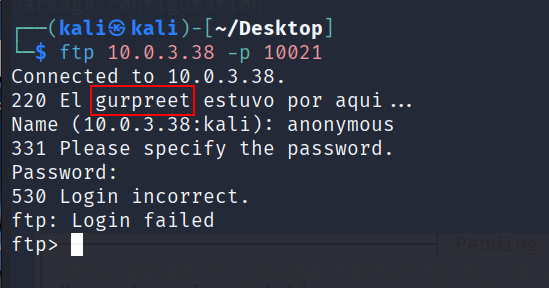 Package configuration
┌──(kali㉿kali)-[~/Desktop]
└─$ ftp 10.0.3.38 -p 10021
Connected to 10.0.3.38.
220 El gurpreet estuvo por aqui...
Name (10.0.3.38:kali): anonymous
331 Please specify the password.
Password:
530 Login incorrect.
ftp: Login failed
ftp>
Pending